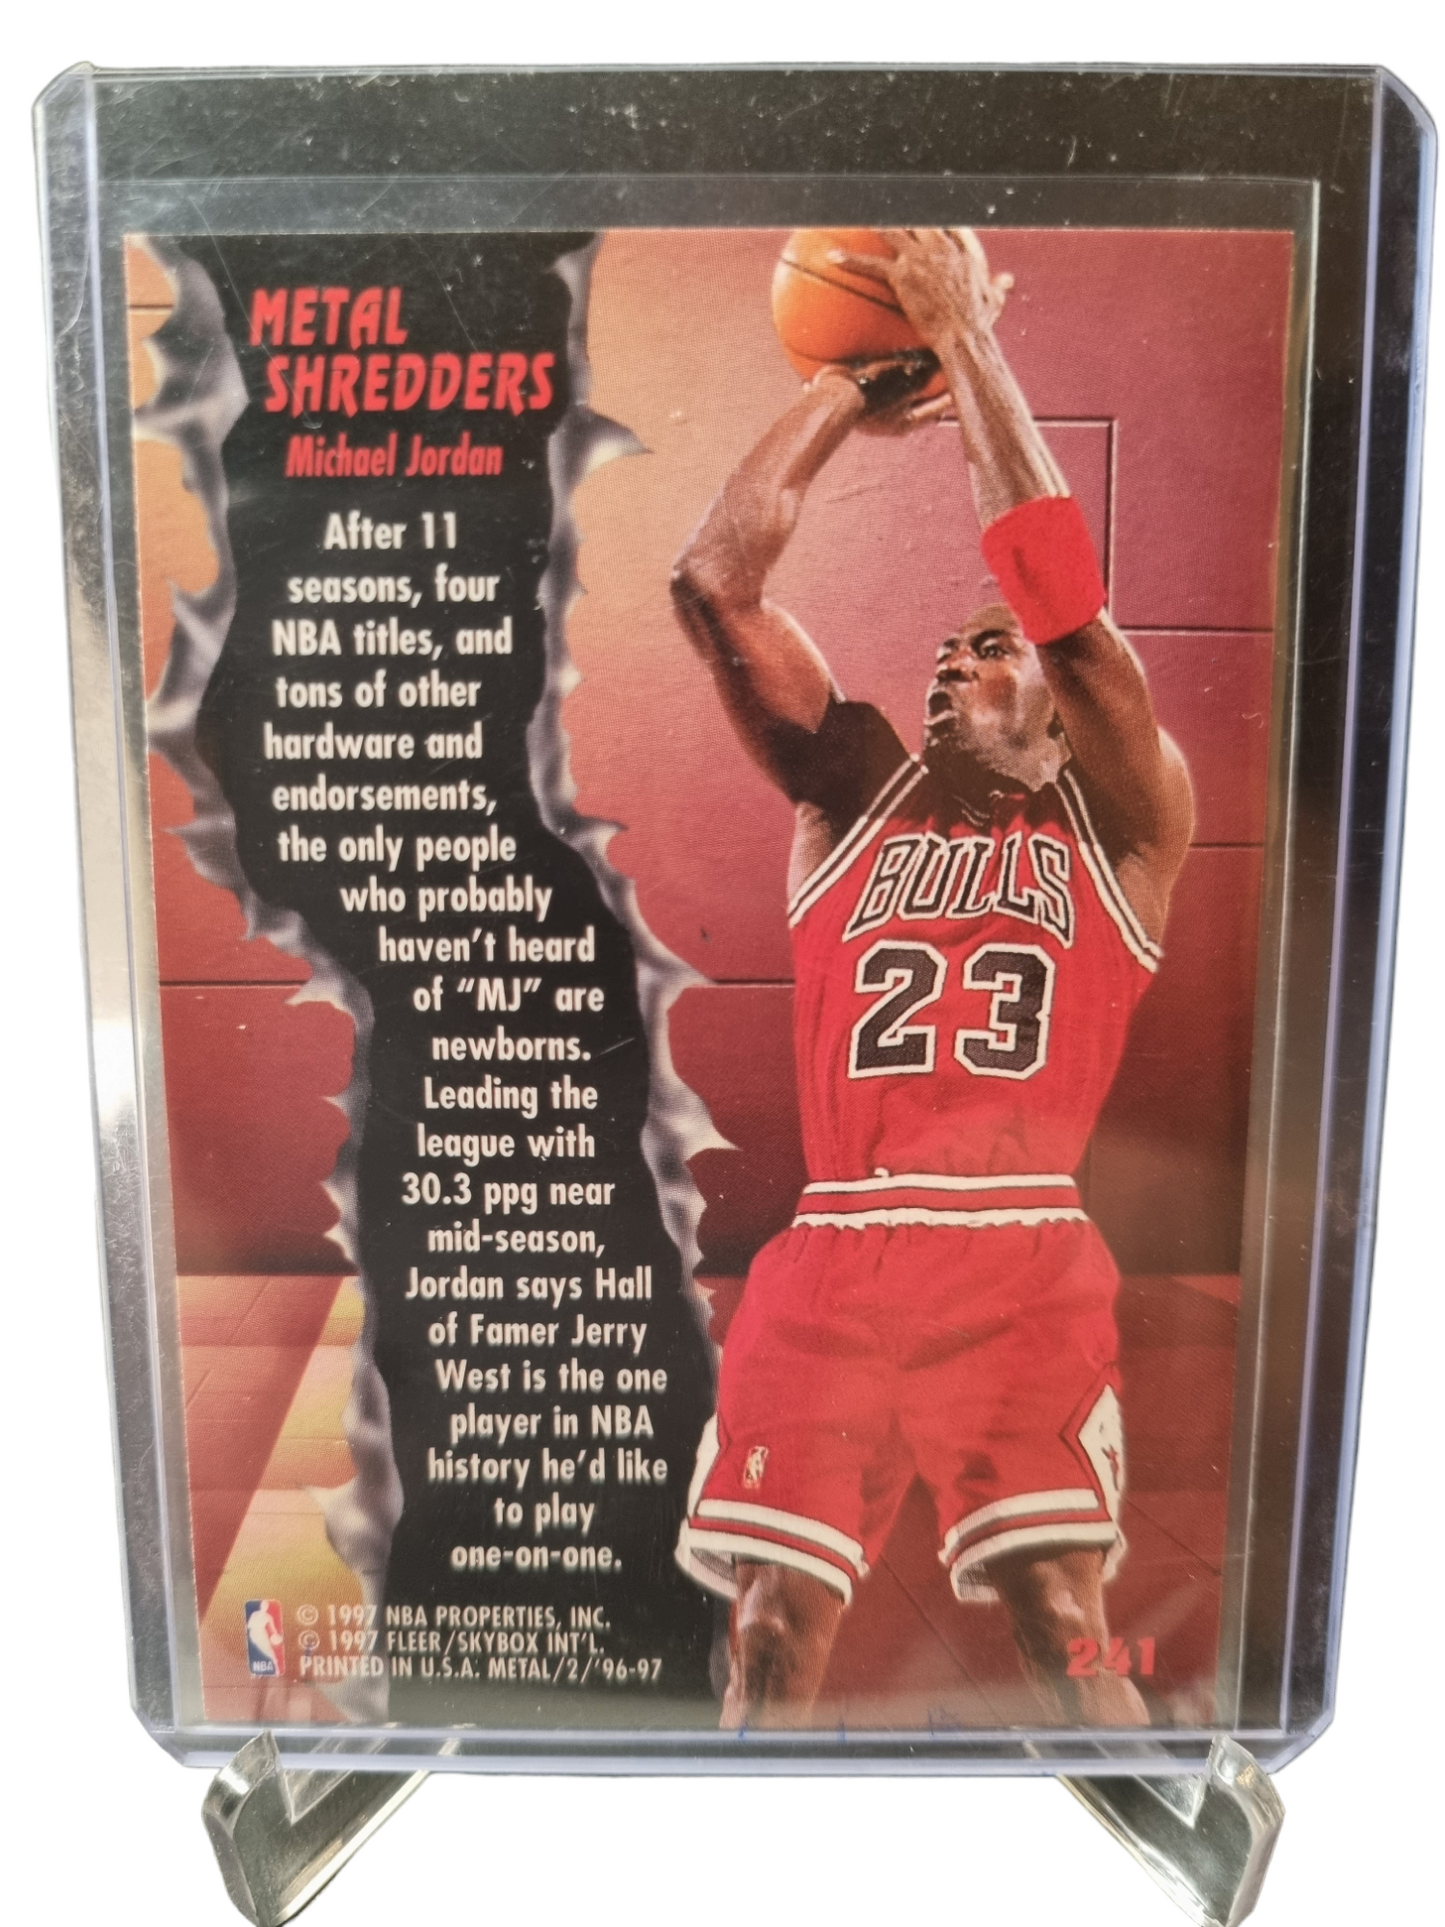 METAL
SHREDDERS
Michael Jordan
After 11
seasons, four
NBA titles, and
tons of other
hardware and
endorsements,
the only people
who probably
haven't heard
of "MJ" are
newborns.
Leading the
league with
30.3 ppg near
mid-season,
Jordan says Hall
of Famer Jerry
West is the one
player in NBA
history he'd like
to play
one-on-one.
BULLS
23
NBA
© 1997 NBA PROPERTIES, INC.
© 1997 FLEER/SKYBOX INT'L.
PRINTED IN U.S.A. METAL/2/'96-97
241